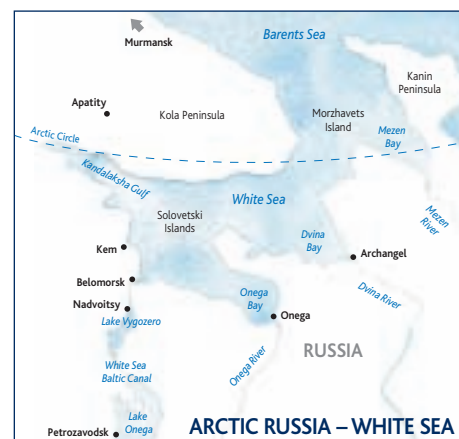 Barents Sea
Murmansk
Kanin
Peninsula
Apatity
Kola Peninsula
Morzhavets
Island
Mezen
Bay
Arctic Circle
Kandalaksha Gulf
White Sea
Solovetski
Islands
Mezen
River
Dvina
Bay
Kem
Archangel
Belomorsk
Dvina River
Onega
Bay
Nadvoitsy
Onega
Lake Vygozero
RUSSIA
Onega River
White Sea
Baltic Canal
Lake
Onega
Petrozavodsk
ARCTIC RUSSIA – WHITE SEA